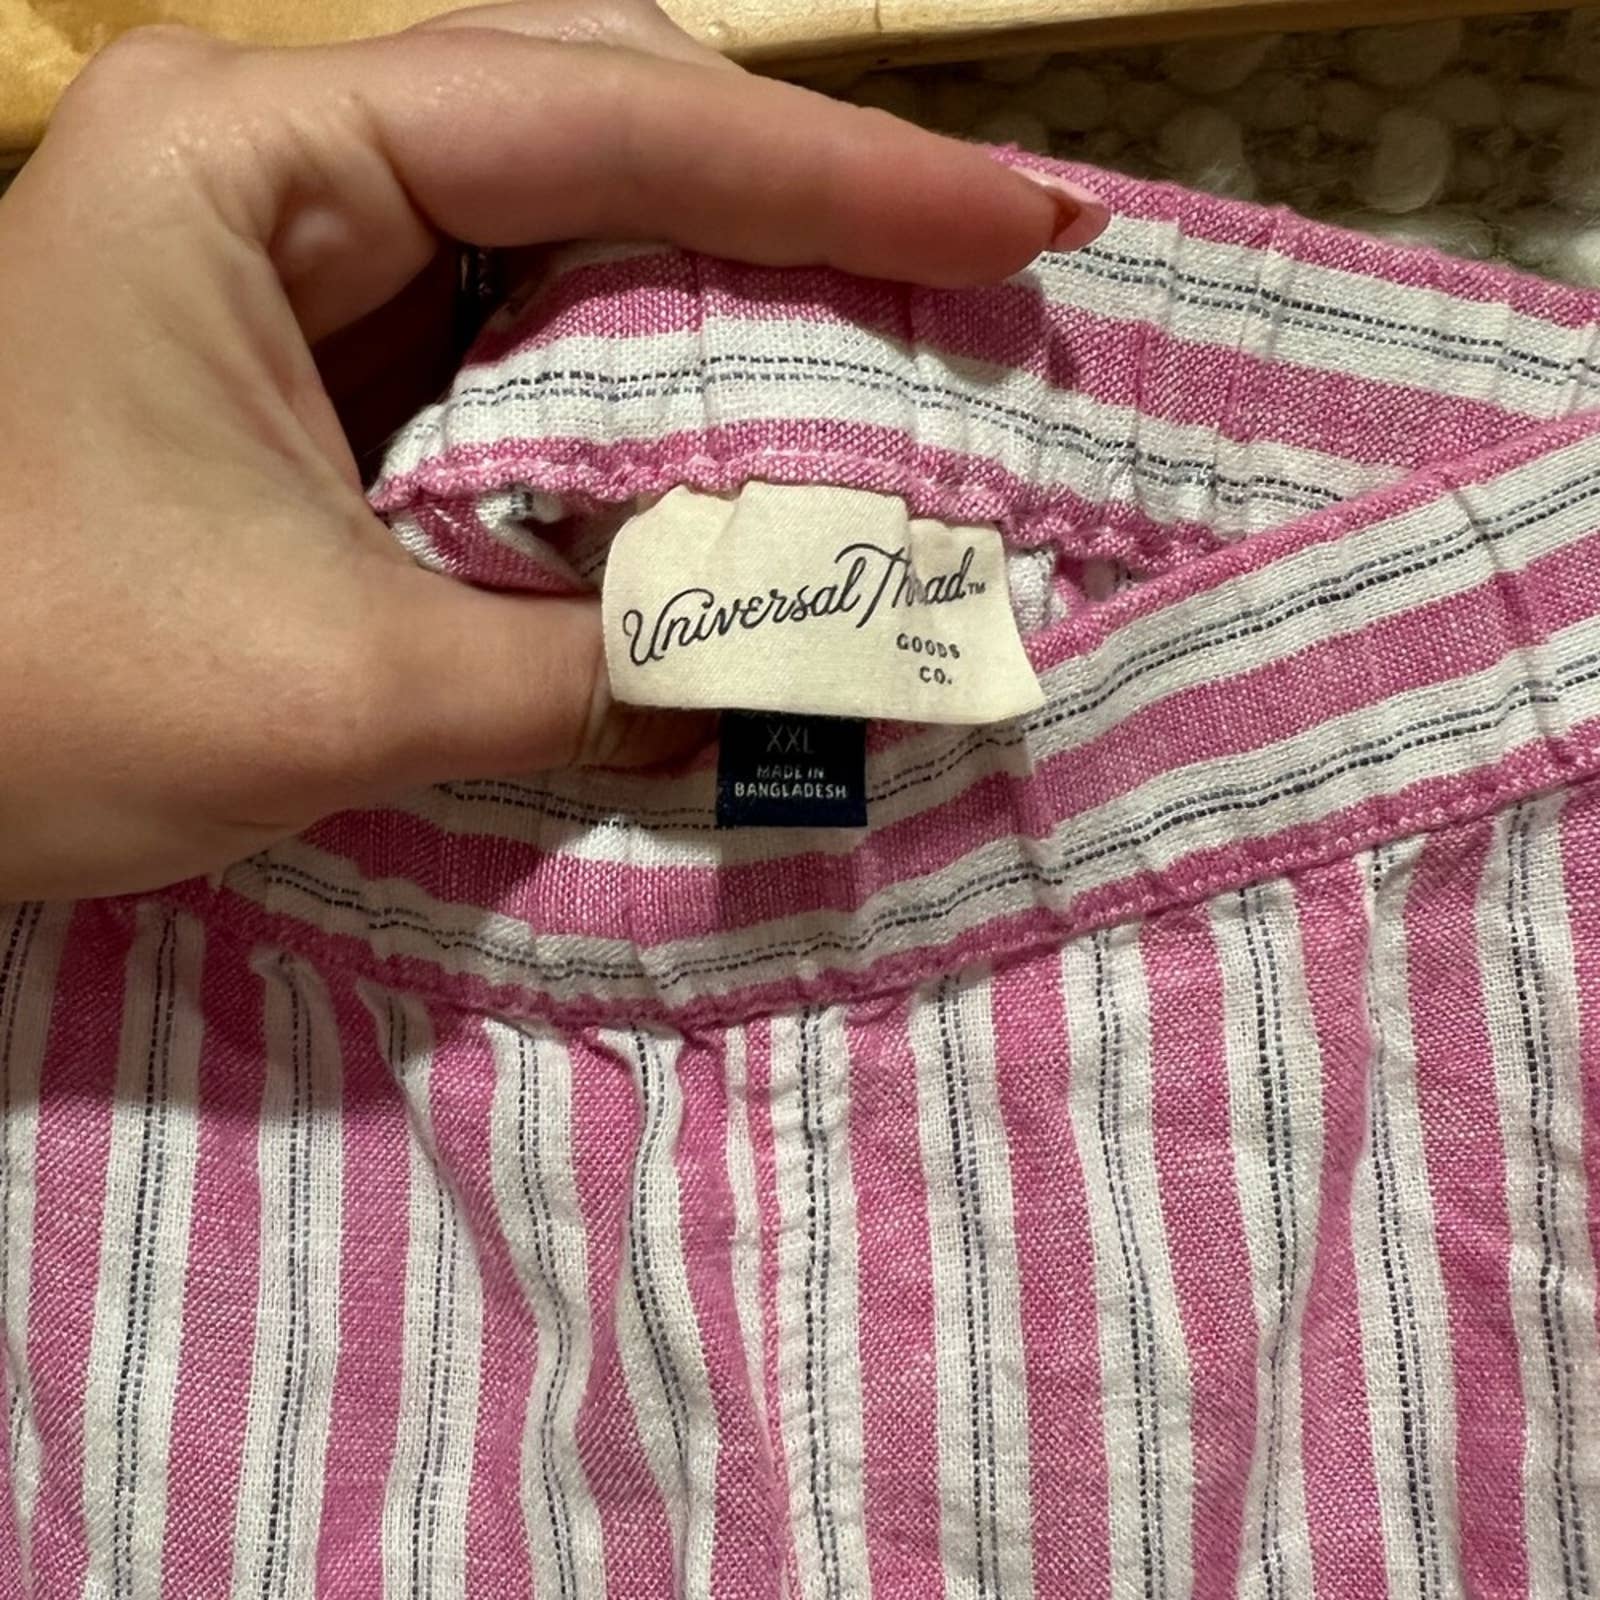 Universal Thread™
GOODS
CO.
XXL
MADE IN
BANGLADESH